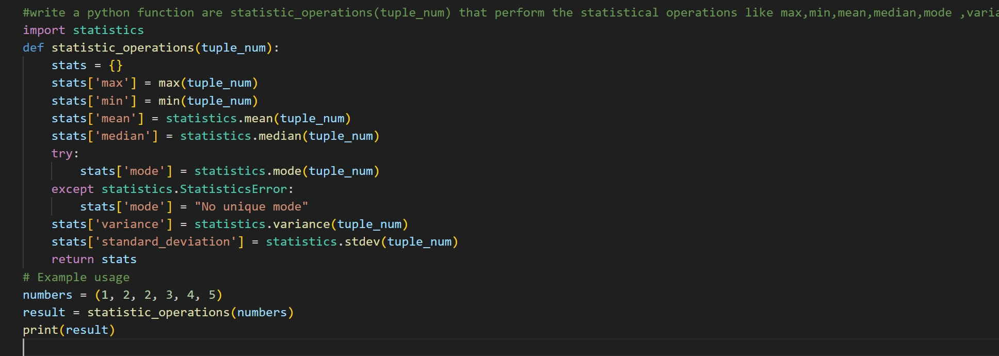 #write a python function are statistic_operations(tuple_num) that perform the statistical operations like max,min,mean,median,mode ,varia
import statistics
def statistic_operations(tuple_num):
    stats = {}
    stats['max'] = max(tuple_num)
    stats['min'] = min(tuple_num)
    stats['mean'] = statistics.mean(tuple_num)
    stats['median'] = statistics.median(tuple_num)
    try:
        stats['mode'] = statistics.mode(tuple_num)
    except statistics.StatisticsError:
        stats['mode'] = "No unique mode"
    stats['variance'] = statistics.variance(tuple_num)
    stats['standard_deviation'] = statistics.stdev(tuple_num)
    return stats
# Example usage
numbers = (1, 2, 2, 3, 4, 5)
result = statistic_operations(numbers)
print(result)